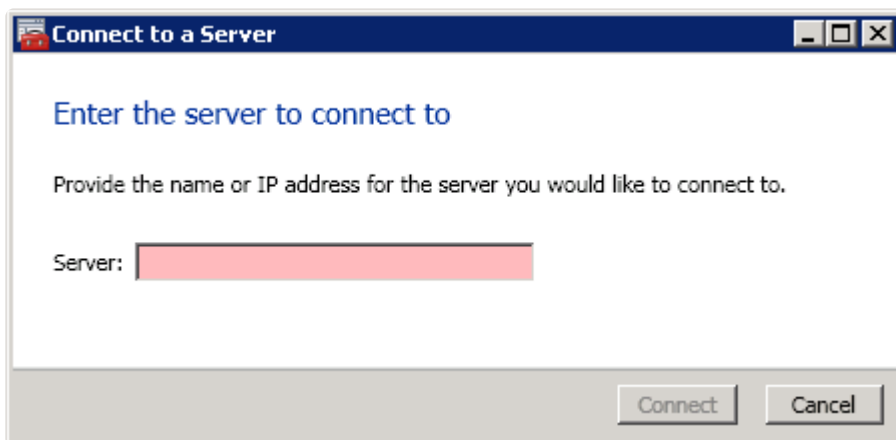 Connect to a Server
Enter the server to connect to
Provide the name or IP address for the server you would like to connect to.
Server:
Connect Cancel